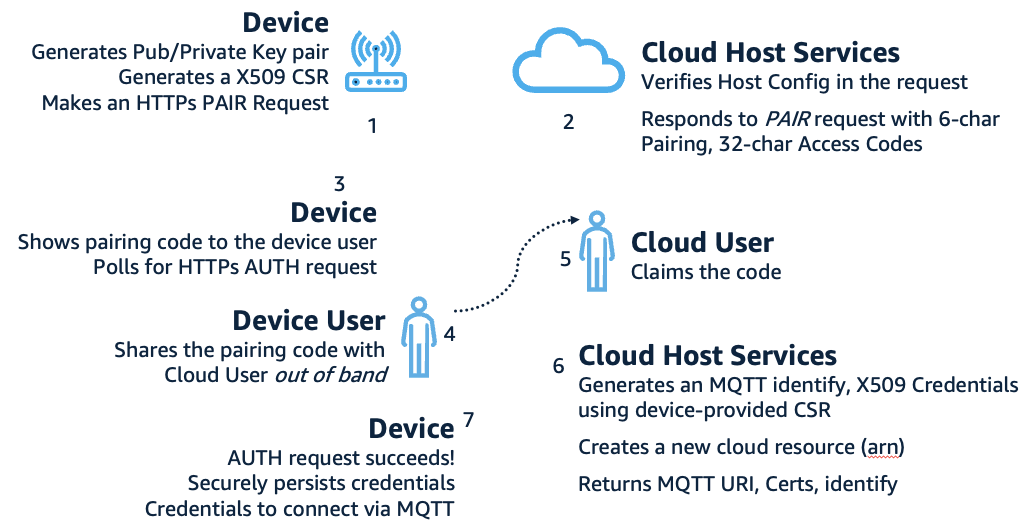 Device
Generates Pub/Private Key pair
Generates a X509 CSR
Makes an HTTPs PAIR Request
1
Cloud Host Services
Verifies Host Config in the request
2
Responds to PAIR request with 6-char
Pairing, 32-char Access Codes
3
Device
Shows pairing code to the device user
Polls for HTTPs AUTH request
Device User
4
Shares the pairing code with
Cloud User out of band
5
Cloud User
Claims the code
6
Cloud Host Services
Generates an MQTT identify, X509 Credentials
using device-provided CSR
Creates a new cloud resource (arn)
Returns MQTT URI, Certs, identify
7
Device
AUTH request succeeds!
Securely persists credentials
Credentials to connect via MQTT